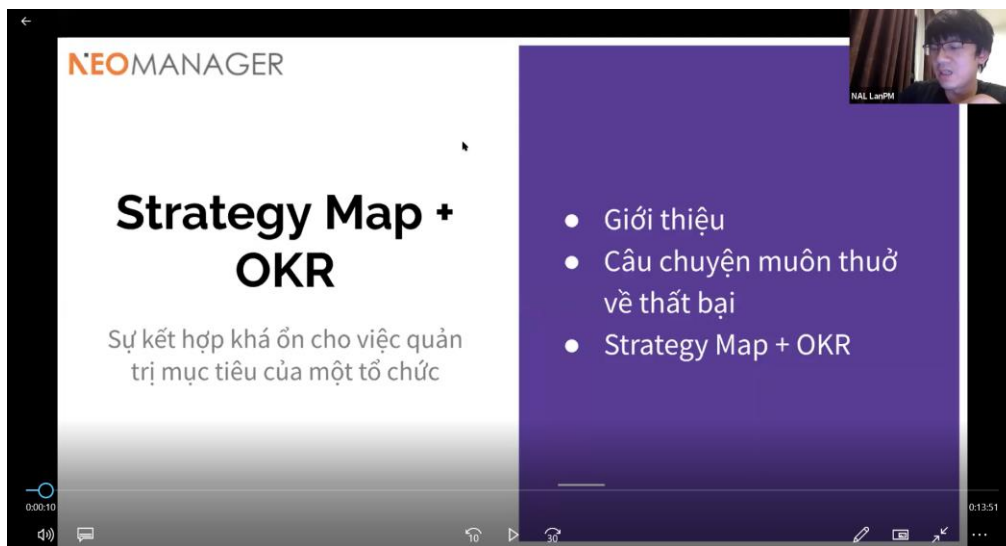 NEOMANAGER
NAL LanPM
Strategy Map +
OKR
Sự kết hợp khá ổn cho việc quản
trị mục tiêu của một tổ chức
● Giới thiệu
● Câu chuyện muôn thuở
về thất bại
● Strategy Map + OKR
0:00:10
0:13:51
10
30